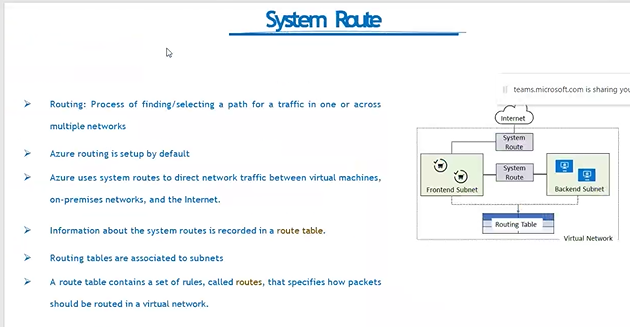 System Route
Routing: Process of finding/selecting a path for a traffic in one or across
multiple networks
Azure routing is setup by default
Azure uses system routes to direct network traffic between virtual machines,
on-premises networks, and the Internet.
Information about the system routes is recorded in a route table.
Routing tables are associated to subnets
A route table contains a set of rules, called routes, that specifies how packets
should be routed in a virtual network.
teams.microsoft.com is sharing you
Internet
System
Route
System
Route
Frontend Subnet
Backend Subnet
Routing Table
Virtual Network